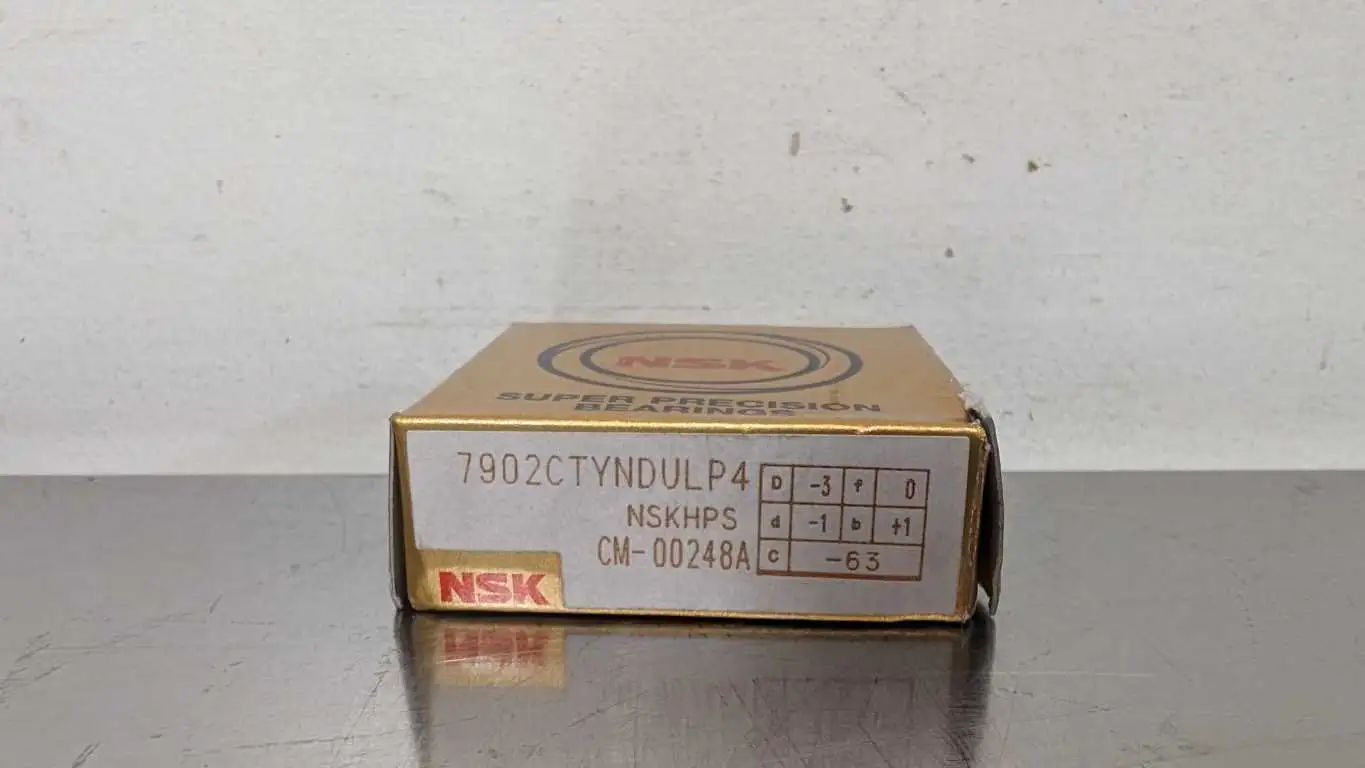 NSK
SUPER PRECISION
BEARINGS
7902CTYNDULP4
NSKHPS
CM-00248A
D -3 f 0
d -1 b +1
C -63
NSK